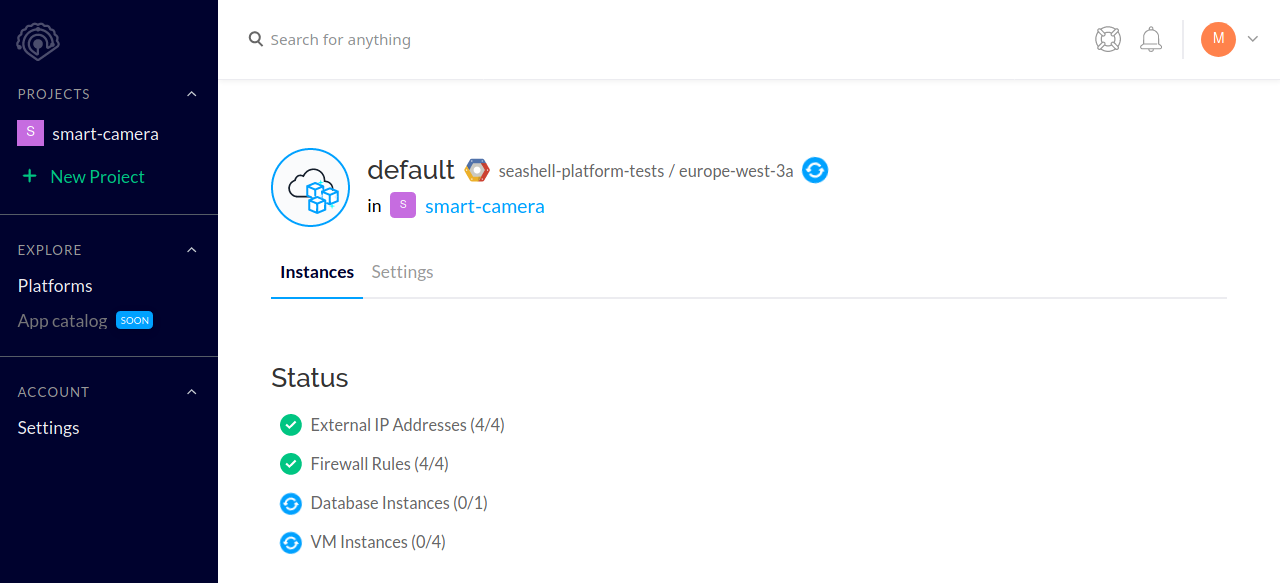 Search for anything
M
PROJECTS
S smart-camera
+ New Project
EXPLORE
Platforms
App catalog SOON
ACCOUNT
Settings
default seashell-platform-tests / europe-west-3a
in S smart-camera
Instances Settings
Status
External IP Addresses (4/4)
Firewall Rules (4/4)
Database Instances (0/1)
VM Instances (0/4)